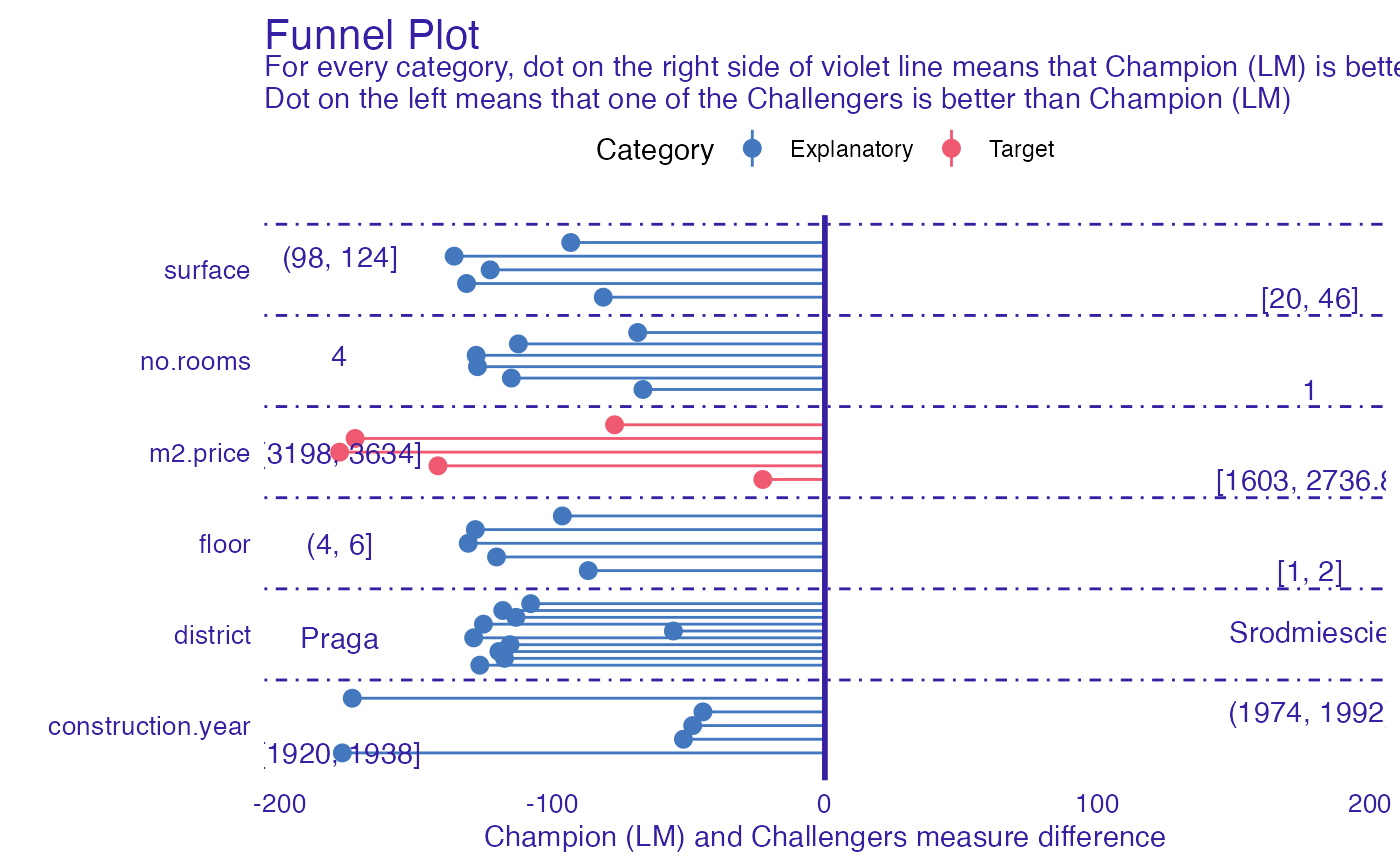 Funnel Plot
For every category, dot on the right side of violet line means that Champion (LM) is bette
Dot on the left means that one of the Challengers is better than Champion (LM)
Category Explanatory Target
surface (98, 124] [20, 46]
no.rooms 4 1
m2.price 3198, 3634] [1603, 2736.8
floor (4, 6] [1, 2]
district Praga Srodmiescie
construction.year 1920, 1938] (1974, 1992
-200 -100 0 100 200
Champion (LM) and Challengers measure difference